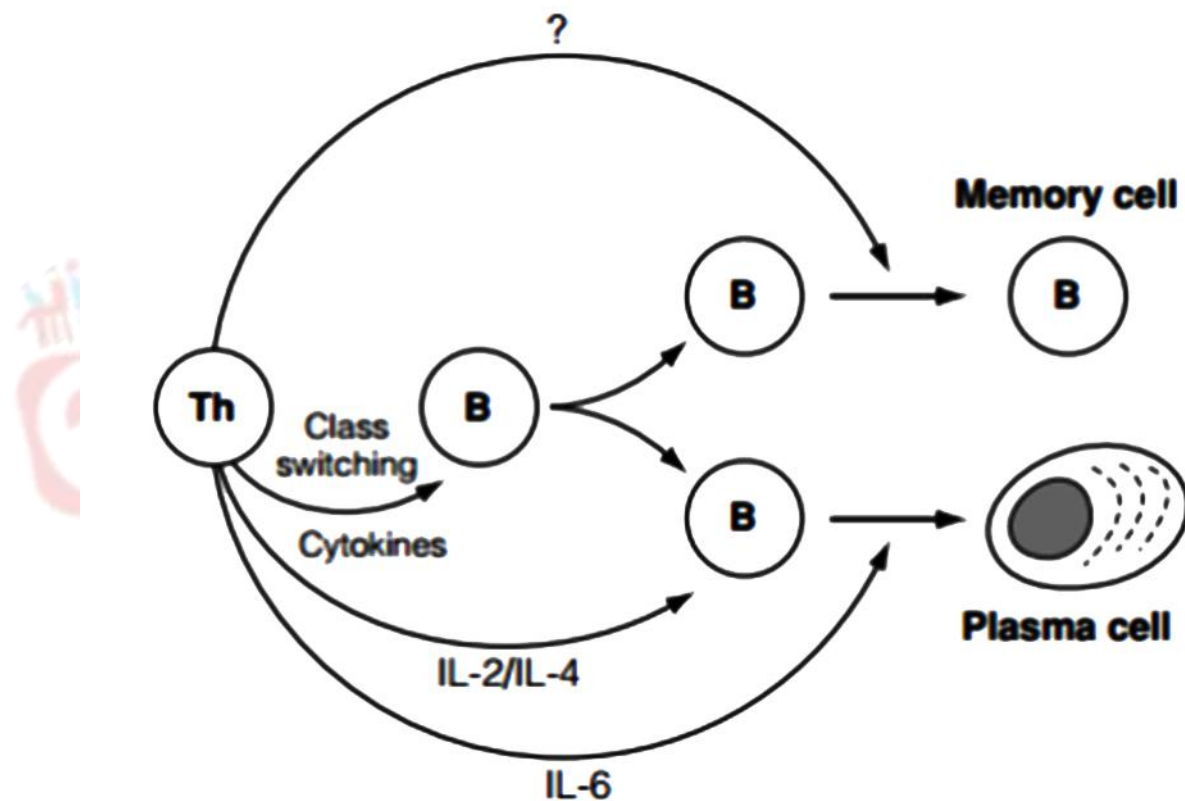 ?
Memory cell
B
B
Th
B
Class
switching
Cytokines
B
IL-2/IL-4
Plasma cell
IL-6